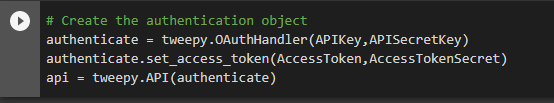 # Create the authentication object
authenticate = tweepy.OAuthHandler(APIKey,APISecretKey)
authenticate.set_access_token(AccessToken,AccessTokenSecret)
api = tweepy.API(authenticate)